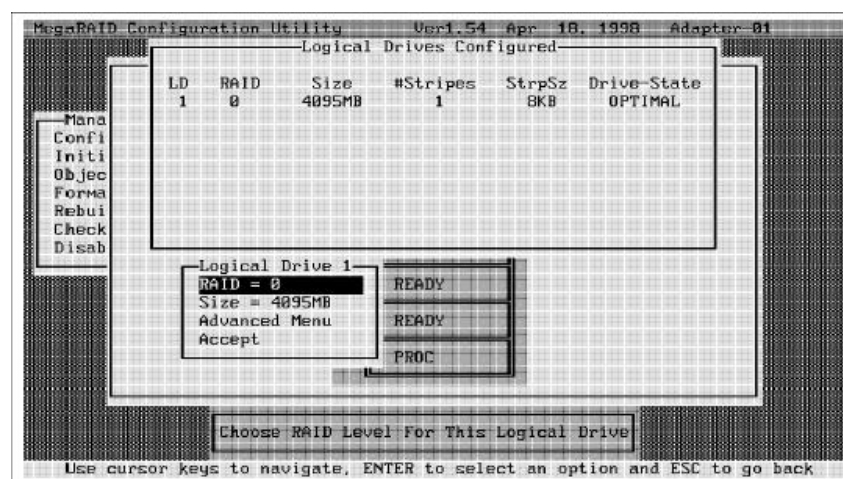 MegaRAID Configuration Utility Ver1.54 Apr 18, 1998 Adapter-01
Logical Drives Configured
LD RAID Size #Stripes StrpSz Drive-State
1 0 4095MB 1 8KB OPTIMAL
Mana
Confi
Initi
Objec
Forma
Rebui
Check
Disab
Logical Drive 1
RAID = 0
Size = 4095MB
Advanced Menu
Accept
READY
READY
PROC
Choose RAID Level For This Logical Drive
Use cursor keys to navigate, ENTER to select an option and ESC to go back